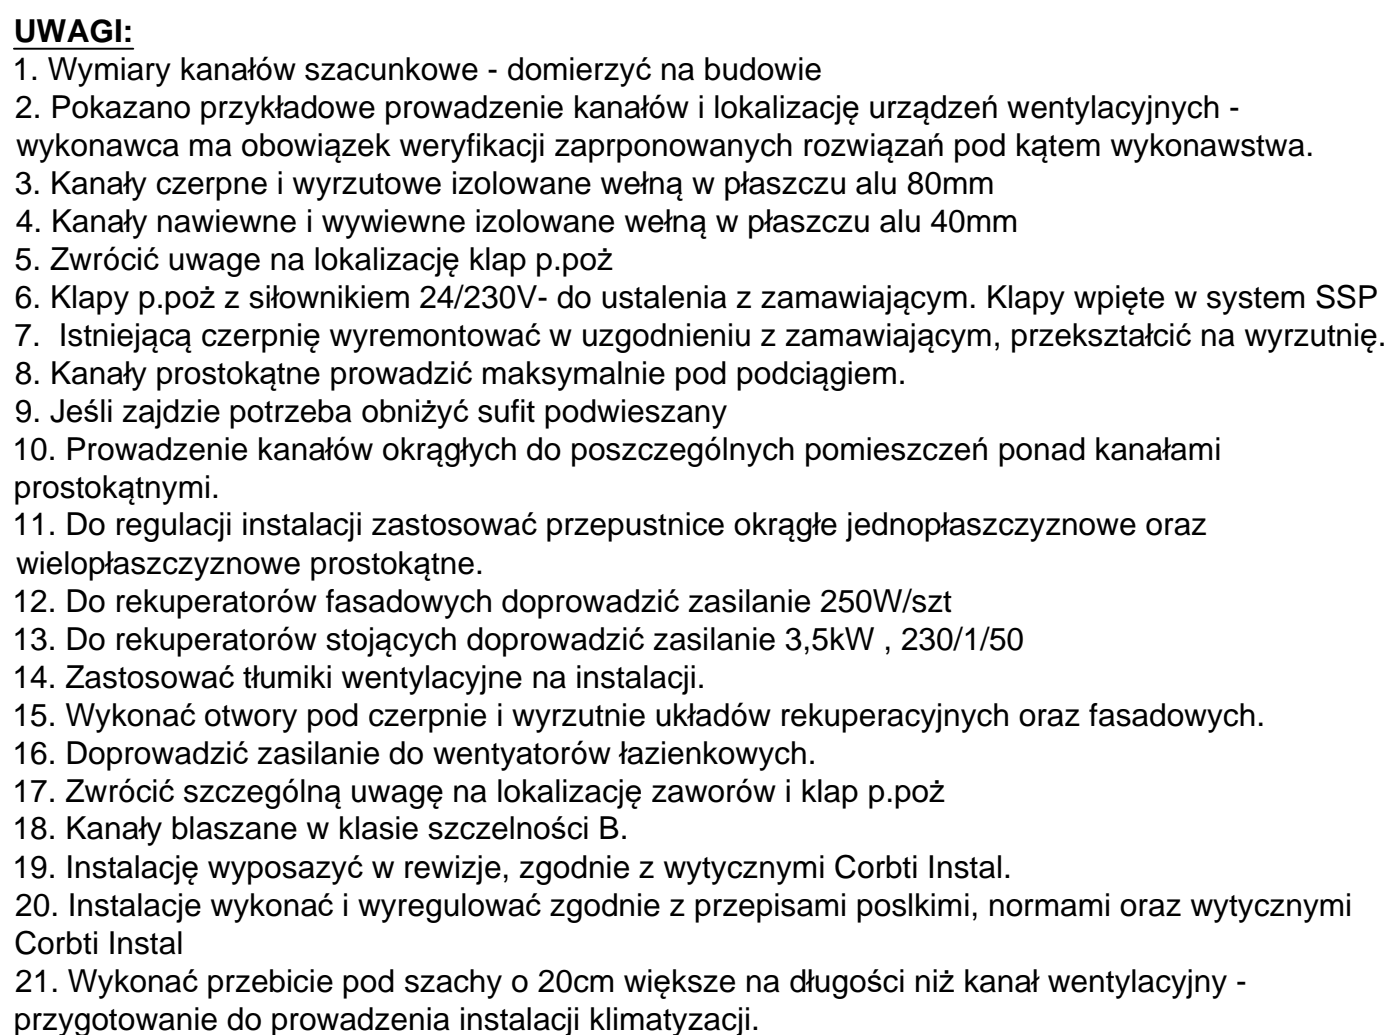 UWAGI:
1. Wymiary kanałów szacunkowe - domierzyć na budowie
2. Pokazano przykładowe prowadzenie kanałów i lokalizację urządzeń wentylacyjnych -
wykonawca ma obowiązek weryfikacji zaprponowanych rozwiązań pod kątem wykonawstwa.
3. Kanały czerpne i wyrzutowe izolowane wełną w płaszczu alu 80mm
4. Kanały nawiewne i wywiewne izolowane wełną w płaszczu alu 40mm
5. Zwrócić uwage na lokalizację klap p.poż
6. Klapy p.poż z siłownikiem 24/230V- do ustalenia z zamawiającym. Klapy wpięte w system SSP
7.  Istniejącą czerpnię wyremontować w uzgodnieniu z zamawiającym, przekształcić na wyrzutnię.
8. Kanały prostokątne prowadzić maksymalnie pod podciągiem.
9. Jeśli zajdzie potrzeba obniżyć sufit podwieszany
10. Prowadzenie kanałów okrągłych do poszczególnych pomieszczeń ponad kanałami
prostokątnymi.
11. Do regulacji instalacji zastosować przepustnice okrągłe jednopłaszczyznowe oraz
wielopłaszczyznowe prostokątne.
12. Do rekuperatorów fasadowych doprowadzić zasilanie 250W/szt
13. Do rekuperatorów stojących doprowadzić zasilanie 3,5kW , 230/1/50
14. Zastosować tłumiki wentylacyjne na instalacji.
15. Wykonać otwory pod czerpnie i wyrzutnie układów rekuperacyjnych oraz fasadowych.
16. Doprowadzić zasilanie do wentyatorów łazienkowych.
17. Zwrócić szczególną uwagę na lokalizację zaworów i klap p.poż
18. Kanały blaszane w klasie szczelności B.
19. Instalację wyposazyć w rewizje, zgodnie z wytycznymi Corbti Instal.
20. Instalacje wykonać i wyregulować zgodnie z przepisami poslkimi, normami oraz wytycznymi
Corbti Instal
21. Wykonać przebicie pod szachy o 20cm większe na długości niż kanał wentylacyjny -
przygotowanie do prowadzenia instalacji klimatyzacji.